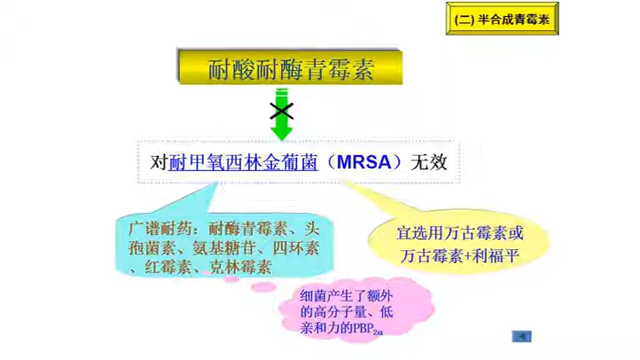 (二) 半合成青霉素
耐酸耐酶青霉素
对耐甲氧西林金葡菌（MRSA）无效
广谱耐药：耐酶青霉素、头
孢菌素、氨基糖苷、四环素
、红霉素、克林霉素
宜选用万古霉素或
万古霉素+利福平
细菌产生了额外
的高分子量、低
亲和力的PBP2α